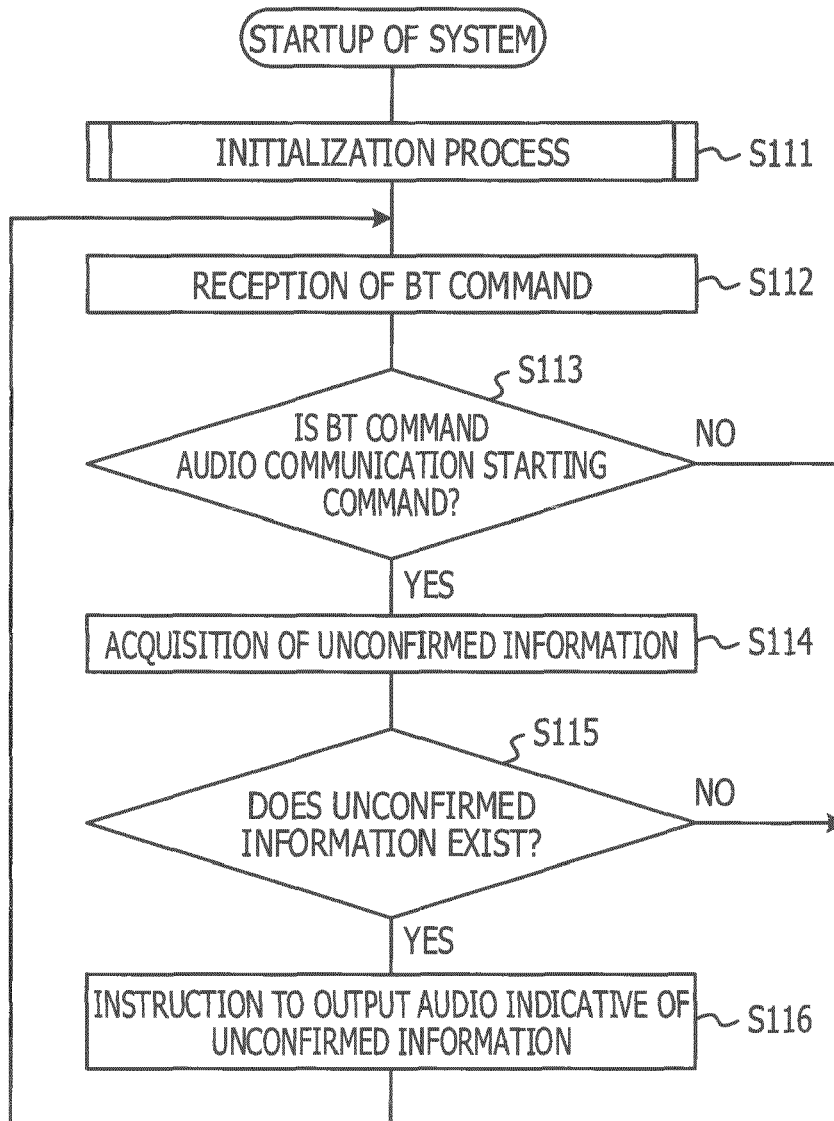 STARTUP OF SYSTEM
INITIALIZATION PROCESS
S111
RECEPTION OF BT COMMAND
S112
S113
IS BT COMMAND
AUDIO COMMUNICATION STARTING
COMMAND?
NO
YES
ACQUISITION OF UNCONFIRMED INFORMATION
S114
S115
DOES UNCONFIRMED
INFORMATION EXIST?
NO
YES
INSTRUCTION TO OUTPUT AUDIO INDICATIVE OF
UNCONFIRMED INFORMATION
S116